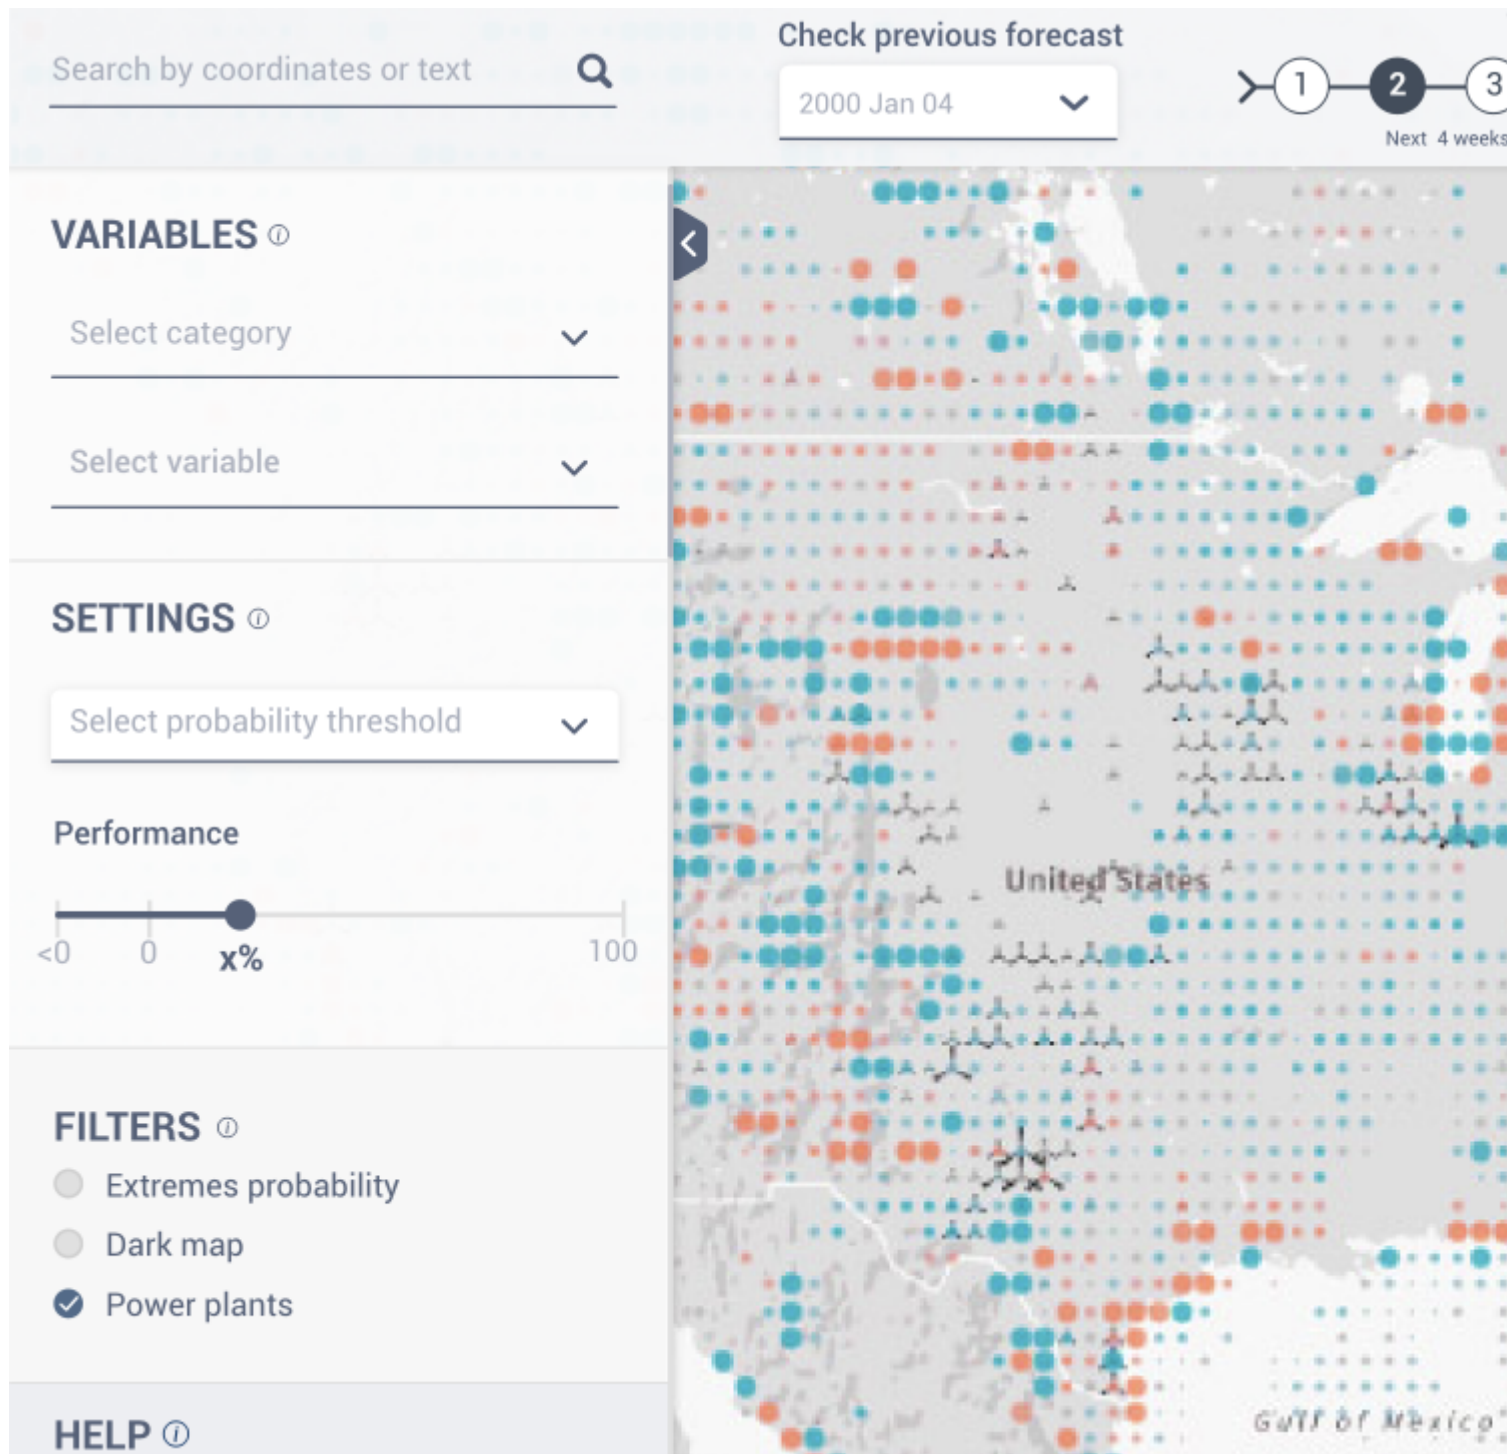 Search by coordinates or text
Check previous forecast
2000 Jan 04
1
2
3
Next 4 weeks
VARIABLES
Select category
Select variable
SETTINGS
Select probability threshold
Performance
<0
0
x%
100
FILTERS
Extremes probability
Dark map
Power plants
HELP
United States
Gulf of Mexico